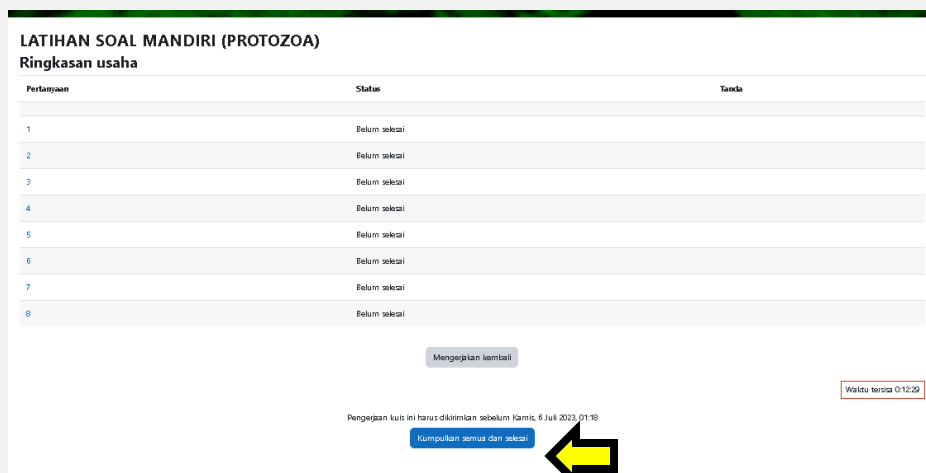 LATIHAN SOAL MANDIRI (PROTOZOA)
Ringkasan usaha
Pertanyaan Status Tanda
1 Belum selesai
2 Belum selesai
3 Belum selesai
4 Belum selesai
5 Belum selesai
6 Belum selesai
7 Belum selesai
8 Belum selesai
Mengerjakan kembali
Waktu tersisa 0:12:29
Pengerjaan kuis ini harus dikirimkan sebelum Kamis, 6 Juli 2023, 01:18
Kumpulkan semua dan selesai